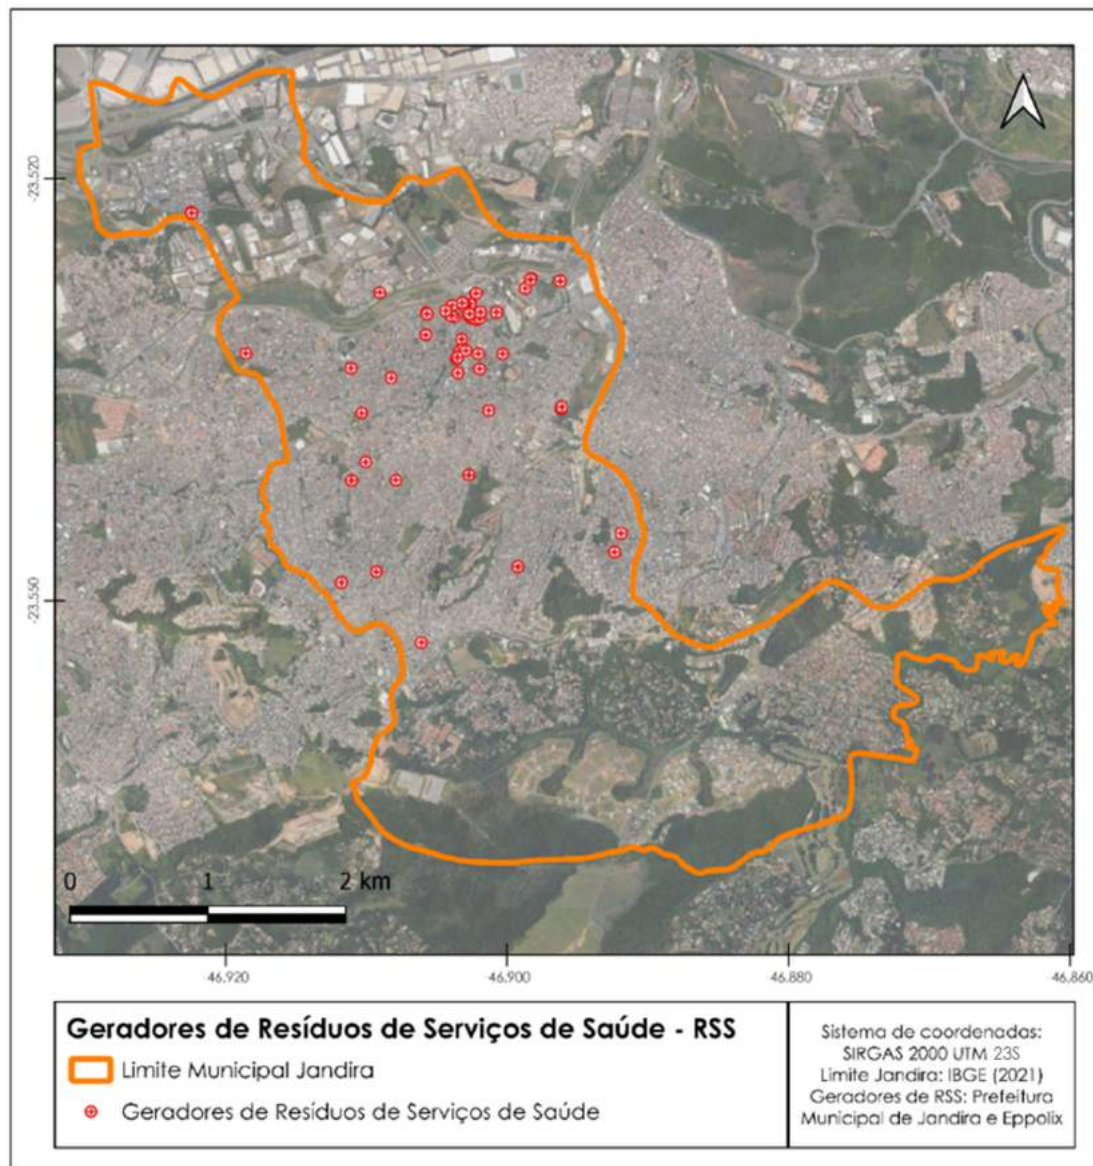 -23.520
-23.550
0 1 2 km
-46.920 -46.900 -46.880 -46.860
Geradores de Resíduos de Serviços de Saúde - RSS
Limite Municipal Jandira
Geradores de Resíduos de Serviços de Saúde
Sistema de coordenadas:
SIRGAS 2000 UTM 23S
Limite Jandira: IBGE (2021)
Geradores de RSS: Prefeitura
Municipal de Jandira e Eppolix